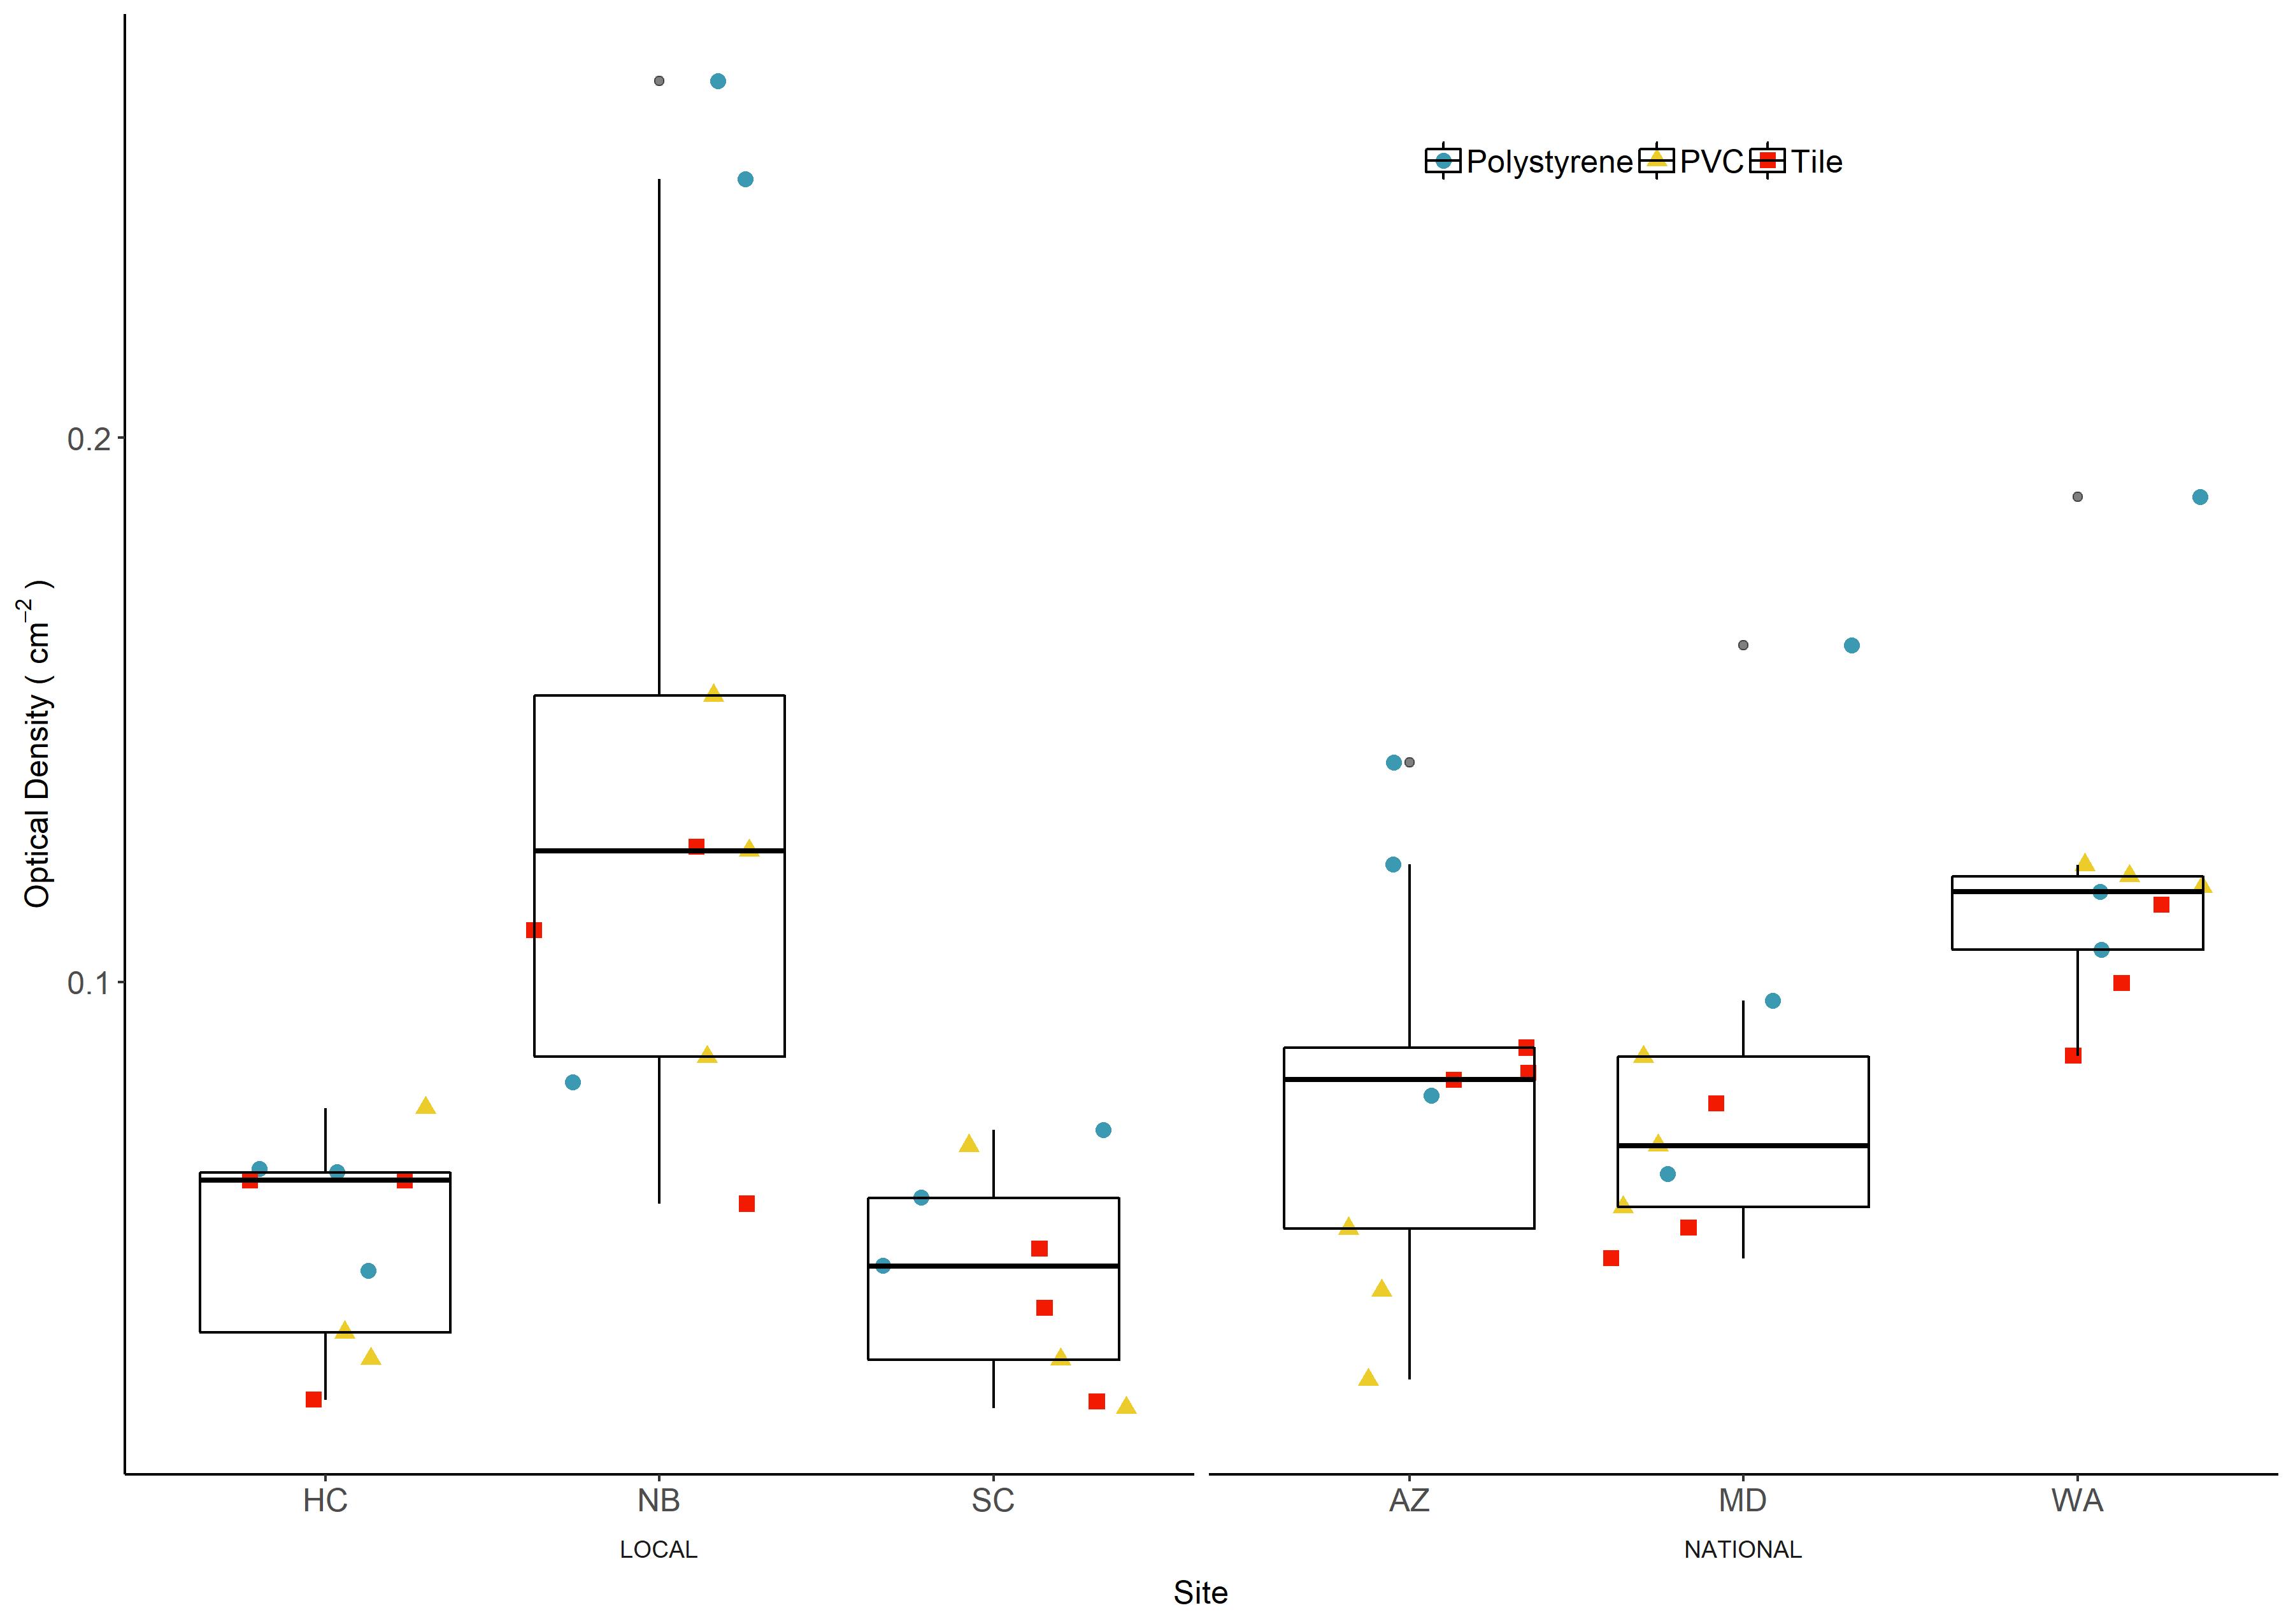 Polystyrene PVC Tile
0.2
0.1
Optical Density ( cm−2 )
HC NB SC AZ MD WA
LOCAL NATIONAL
Site